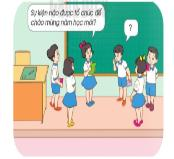 Sự kiện nào được tổ chức để
chào mừng năm học mới?
?